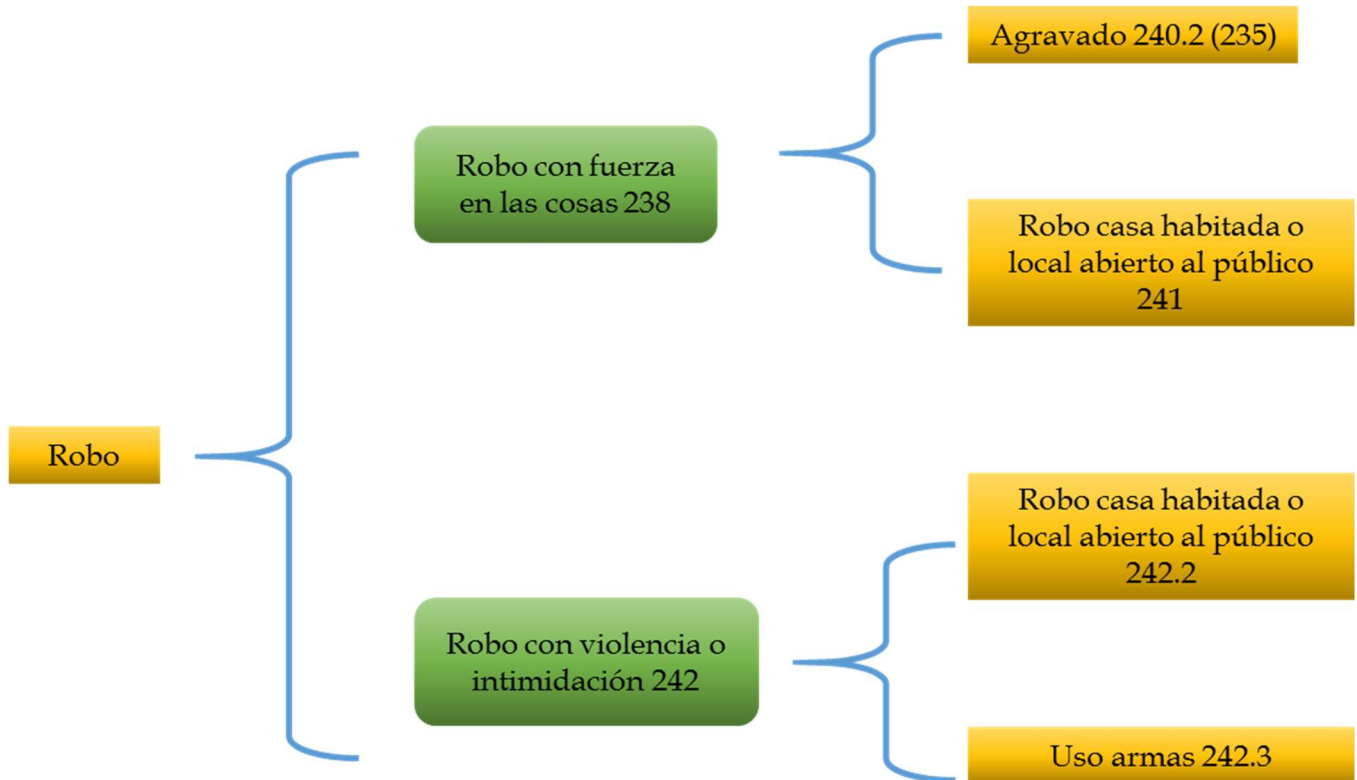 Agravado 240.2 (235)
Robo con fuerza
en las cosas 238
Robo casa habitada o
local abierto al público
241
Robo
Robo casa habitada o
local abierto al público
242.2
Robo con violencia o
intimidación 242
Uso armas 242.3